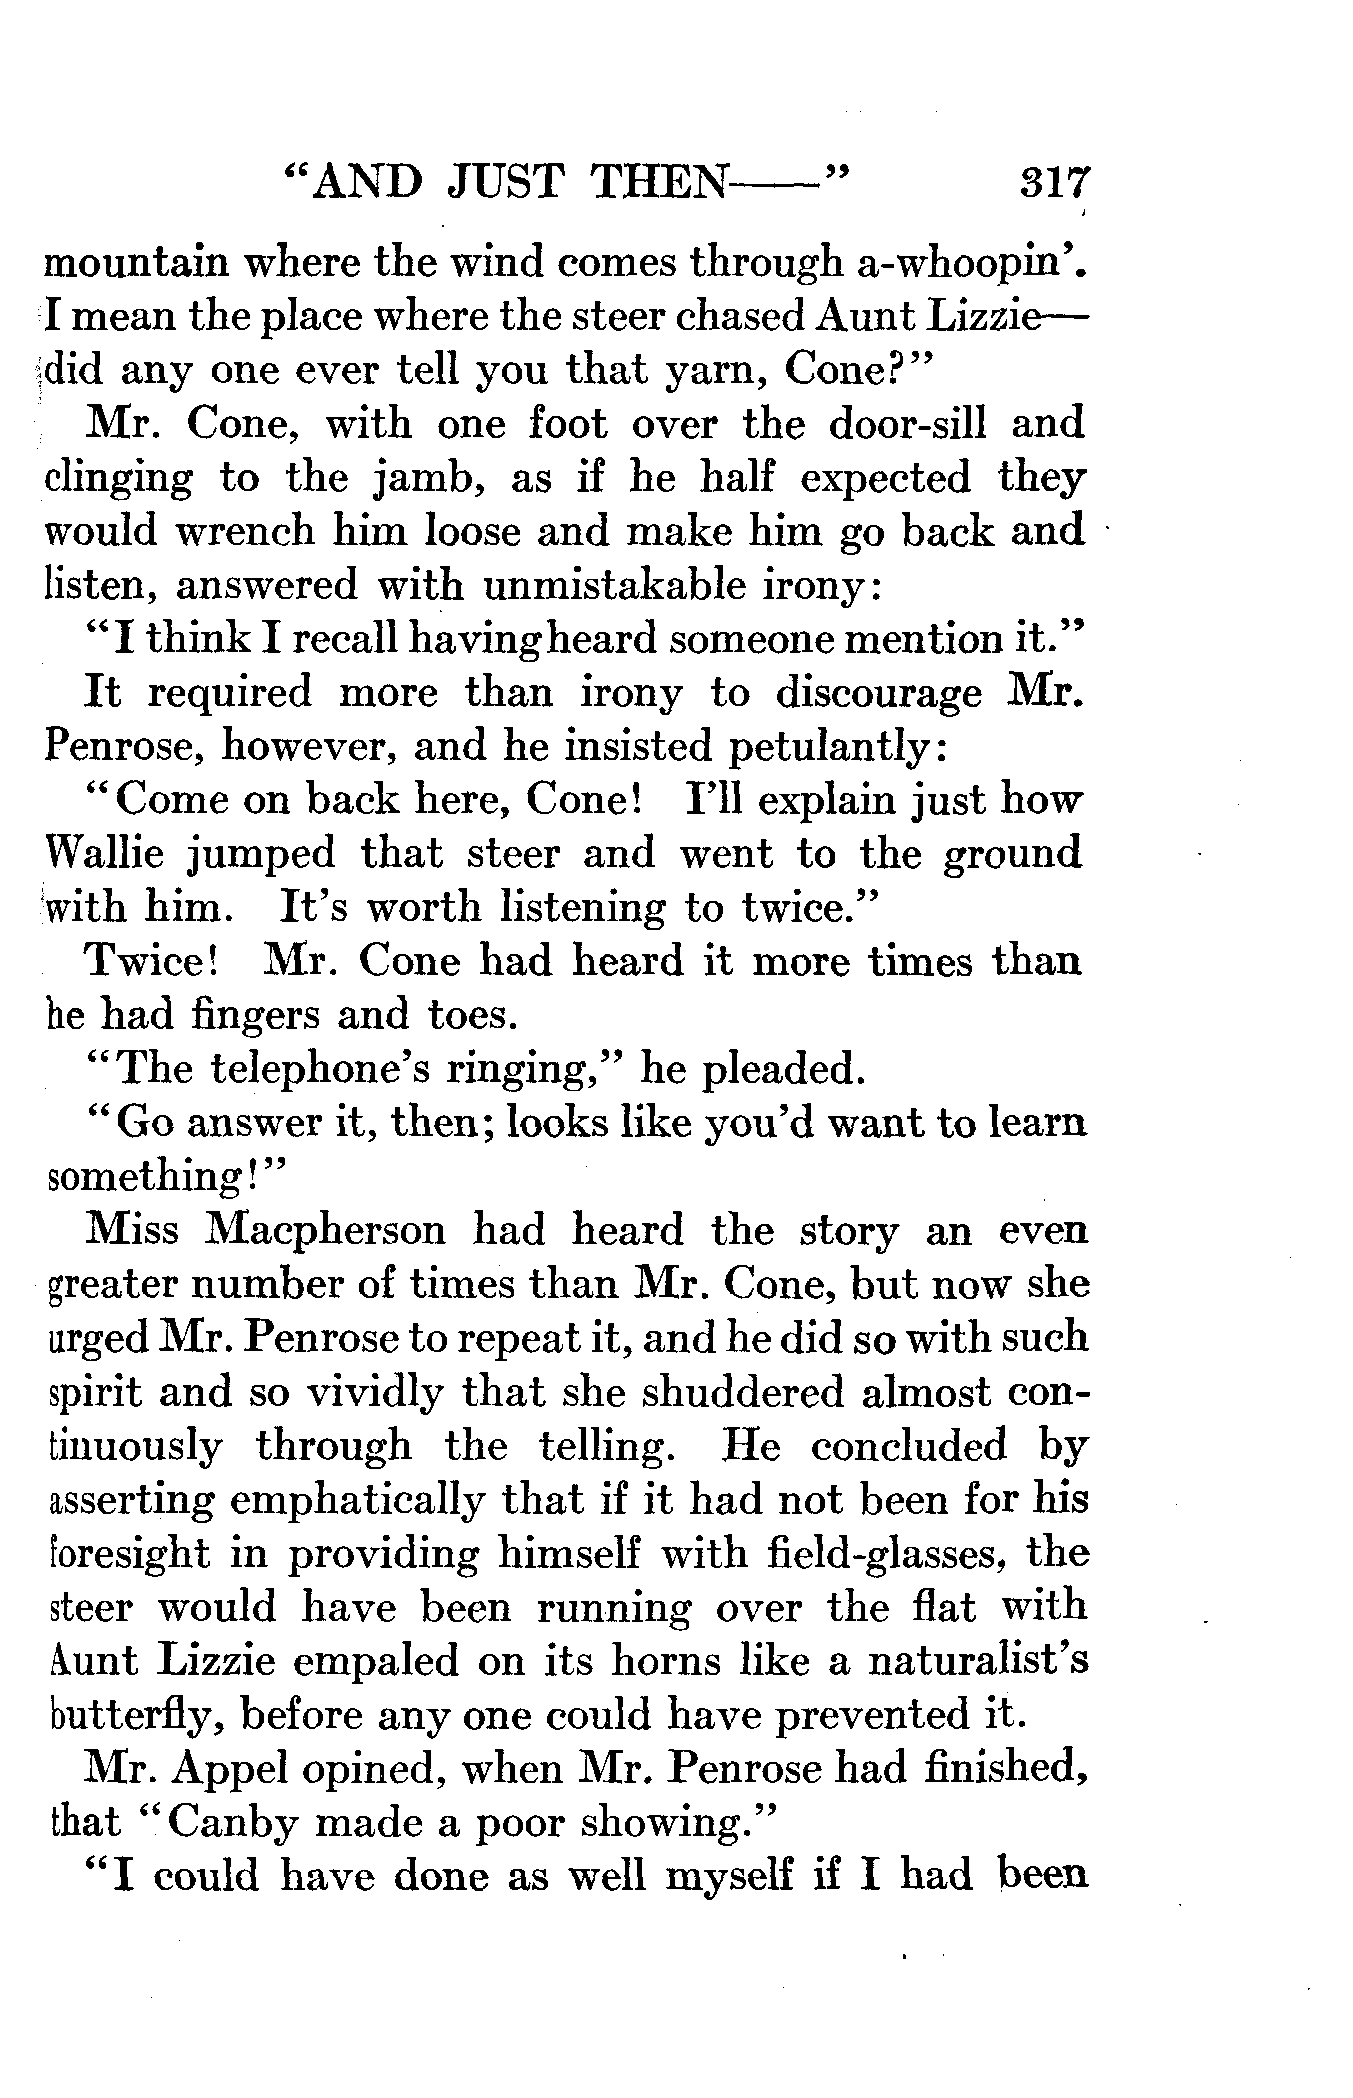 “AND JUST THEN——” 317
mountain where the wind comes through a-whoopin’.
I mean the place where the steer chased Aunt Lizzie—
did any one ever tell you that yarn, Cone?”
Mr. Cone, with one foot over the door-sill and
clinging to the jamb, as if he half expected they
would wrench him loose and make him go back and
listen, answered with unmistakable irony:
“I think I recall having heard someone mention it.”
It required more than irony to discourage Mr.
Penrose, however, and he insisted petulantly:
“Come on back here, Cone! I’ll explain just how
Wallie jumped that steer and went to the ground
with him. It’s worth listening to twice.”
Twice! Mr. Cone had heard it more times than
he had fingers and toes.
“The telephone’s ringing,” he pleaded.
“Go answer it, then; looks like you’d want to learn
something!”
Miss Macpherson had heard the story an even
greater number of times than Mr. Cone, but now she
urged Mr. Penrose to repeat it, and he did so with such
spirit and so vividly that she shuddered almost con-
tinuously through the telling. He concluded by
asserting emphatically that if it had not been for his
foresight in providing himself with field-glasses, the
steer would have been running over the flat with
Aunt Lizzie empaled on its horns like a naturalist’s
butterfly, before any one could have prevented it.
Mr. Appel opined, when Mr. Penrose had finished,
that “Canby made a poor showing.”
“I could have done as well myself if I had been